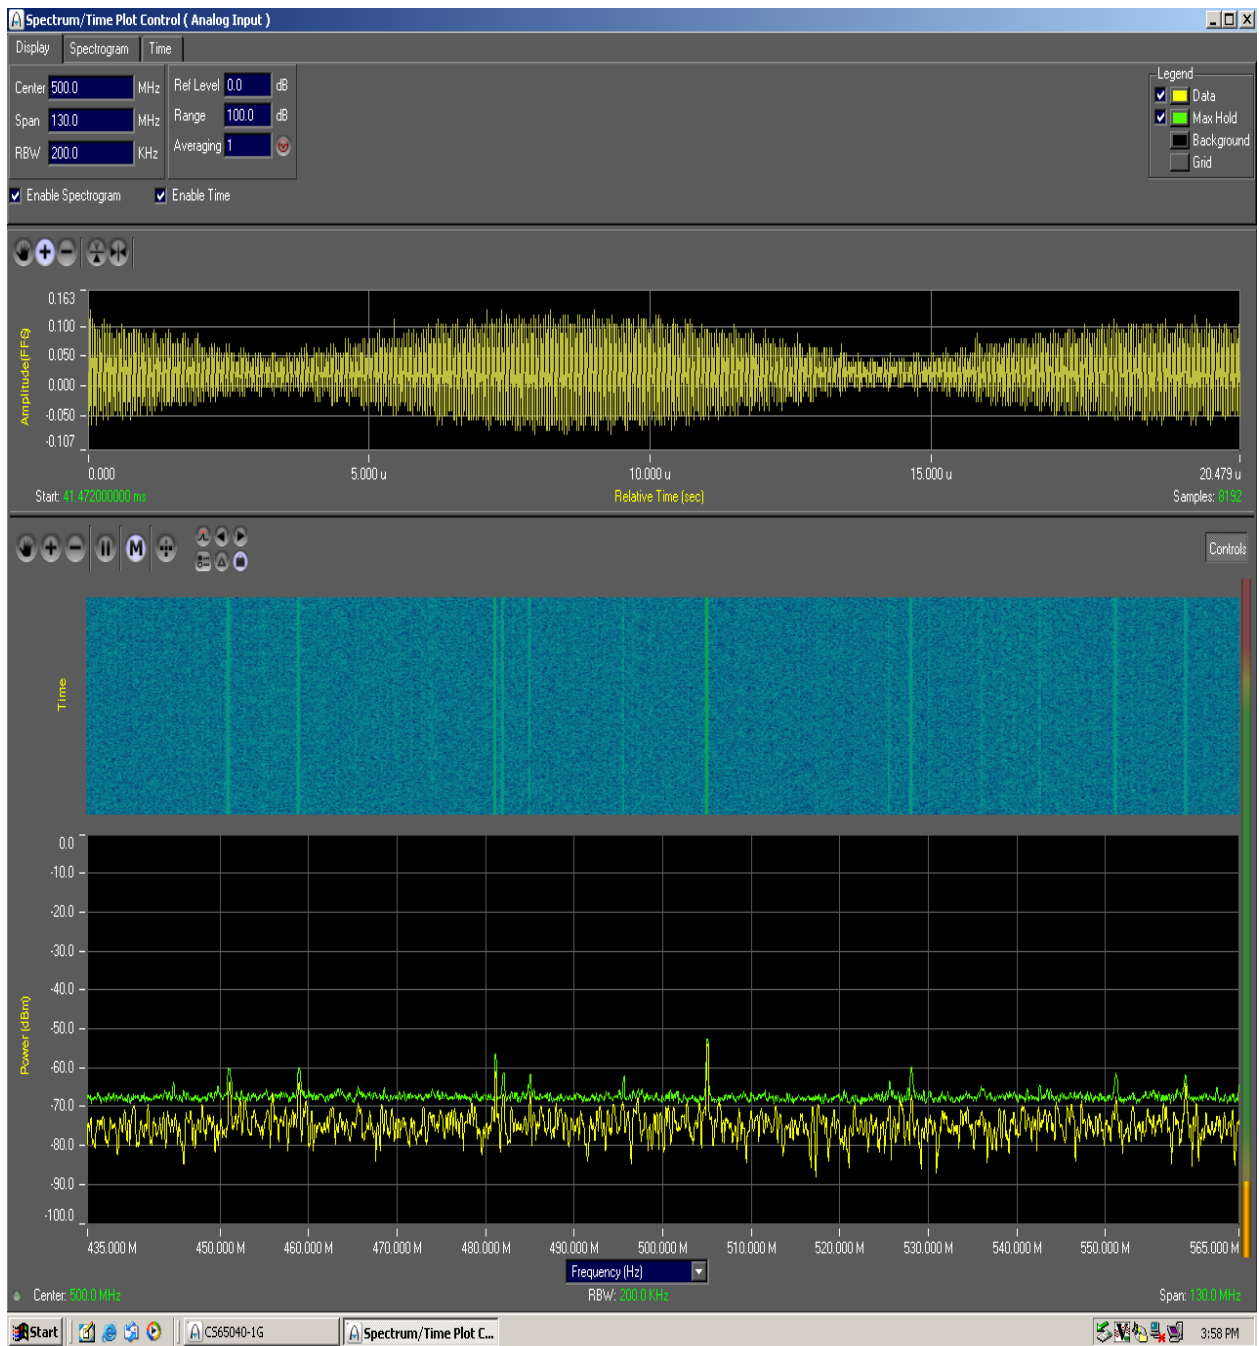 Spectrum/Time Plot Control ( Analog Input )
Display Spectrogram Time
Center 500.0 MHz
Span 130.0 MHz
RBW 200.0 KHz
Ref Level 0.0 dB
Range 100.0 dB
Averaging 1
Legend
Data
Max Hold
Background
Grid
Enable Spectrogram Enable Time
0.163
0.100
0.050
0.000
-0.050
-0.107
Amplitude(FFS)
0.000 5.000 u 10.000 u 15.000 u 20.479 u
Start: 41.472000000 ms Relative Time (sec) Samples: 8192
M
Controls
Time
0.0
-10.0
-20.0
-30.0
-40.0
-50.0
-60.0
-70.0
-80.0
-90.0
-100.0
Power (dBm)
435.000 M 450.000 M 460.000 M 470.000 M 480.000 M 490.000 M 500.000 M 510.000 M 520.000 M 530.000 M 540.000 M 550.000 M 565.000 M
Frequency (Hz)
Center: 500.0 MHz RBW: 200.0 KHz Span: 130.0 MHz
Start CS65040-1G Spectrum/Time Plot C... 3:58 PM